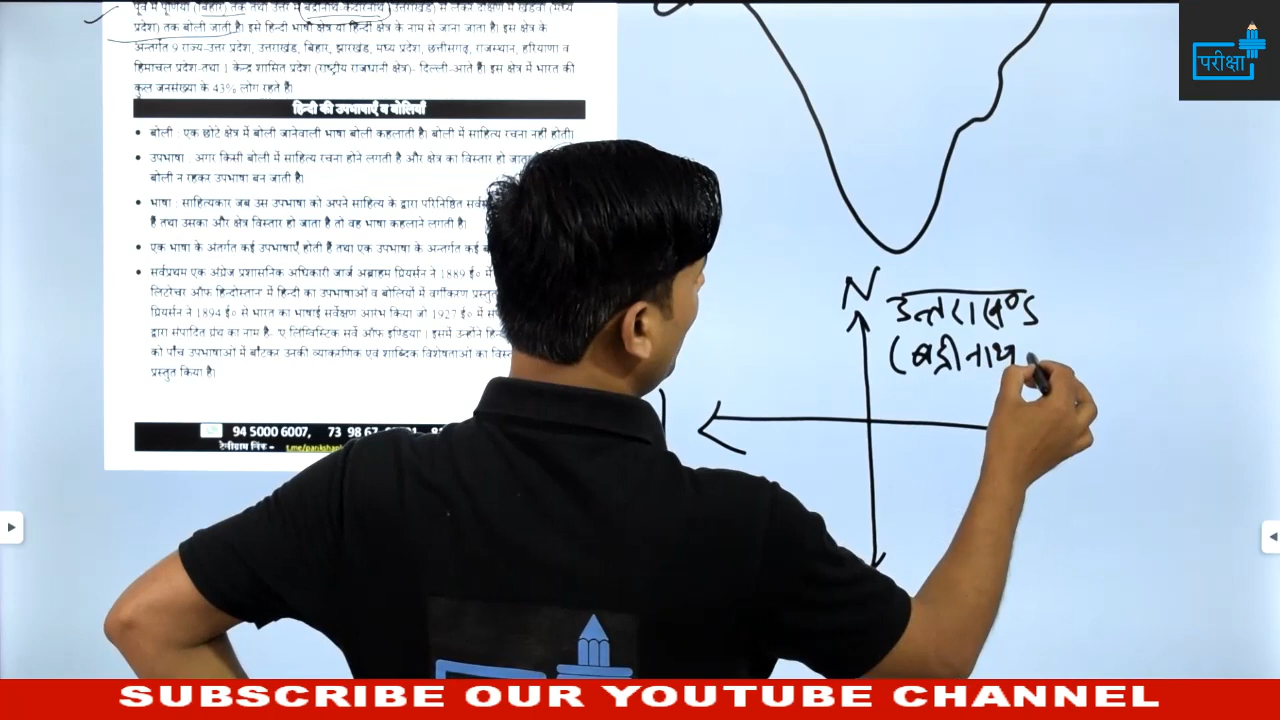 पूर्व में पूर्णिया (बिहार) तक तथा उत्तर में बद्रीनाथ-केदारनाथ (उत्तराखंड) से लेकर दक्षिण में खंडवा (मध्य
प्रदेश) तक बोली जाती है। इसे हिन्दी भाषी क्षेत्र या हिन्दी क्षेत्र के नाम से जाना जाता है। इस क्षेत्र के
अन्तर्गत 9 राज्य-उत्तर प्रदेश, उत्तराखंड, बिहार, झारखंड, मध्य प्रदेश, छत्तीसगढ़, राजस्थान, हरियाणा व
हिमाचल प्रदेश-तथा 1 केन्द्र शासित प्रदेश (राष्ट्रीय राजधानी क्षेत्र)- दिल्ली-आते हैं। इस क्षेत्र में भारत की
कुल जनसंख्या के 43% लोग रहते हैं।
हिन्दी की उपभाषाएँ व बोलियाँ
• बोली : एक छोटे क्षेत्र में बोली जानेवाली भाषा बोली कहलाती है। बोली में साहित्य रचना नहीं होती।
• उपभाषा : अगर किसी बोली में साहित्य रचना होने लगती है और क्षेत्र का विस्तार हो जाता
बोली न रहकर उपभाषा बन जाती है।
• भाषा : साहित्यकार जब उस उपभाषा को अपने साहित्य के द्वारा परिनिष्ठित
है तथा उसका और क्षेत्र विस्तार हो जाता है तो वह भाषा कहलाने लगती है।
• एक भाषा के अंतर्गत कई उपभाषाएँ होती हैं तथा एक उपभाषा के अन्तर्गत कई
• सर्वप्रथम एक अंग्रेज प्रशासनिक अधिकारी जार्ज अब्राहम ग्रियर्सन ने 1889 ई० में
लिटरेचर ऑफ हिन्दोस्तान में हिन्दी का उपभाषाओं व बोलियों में वर्गीकरण
ग्रियर्सन ने 1894 ई० से भारत का भाषाई सर्वेक्षण आरंभ किया जो 1927 ई० में
द्वारा संपादित ग्रंथ का नाम है- ए लिंग्विस्टिक सर्वे ऑफ इण्डिया। इसमें उन्होंने
को पाँच उपभाषाओं में बाँटकर उनकी व्याकरणिक एवं शाब्दिक विशेषताओं का
प्रस्तुत किया है।
94 5000 6007, 73 98 67
टेलीग्राम लिंक -
परीक्षा
N
उत्तराखण्ड
(बद्रीनाथ
SUBSCRIBE OUR YOUTUBE CHANNEL